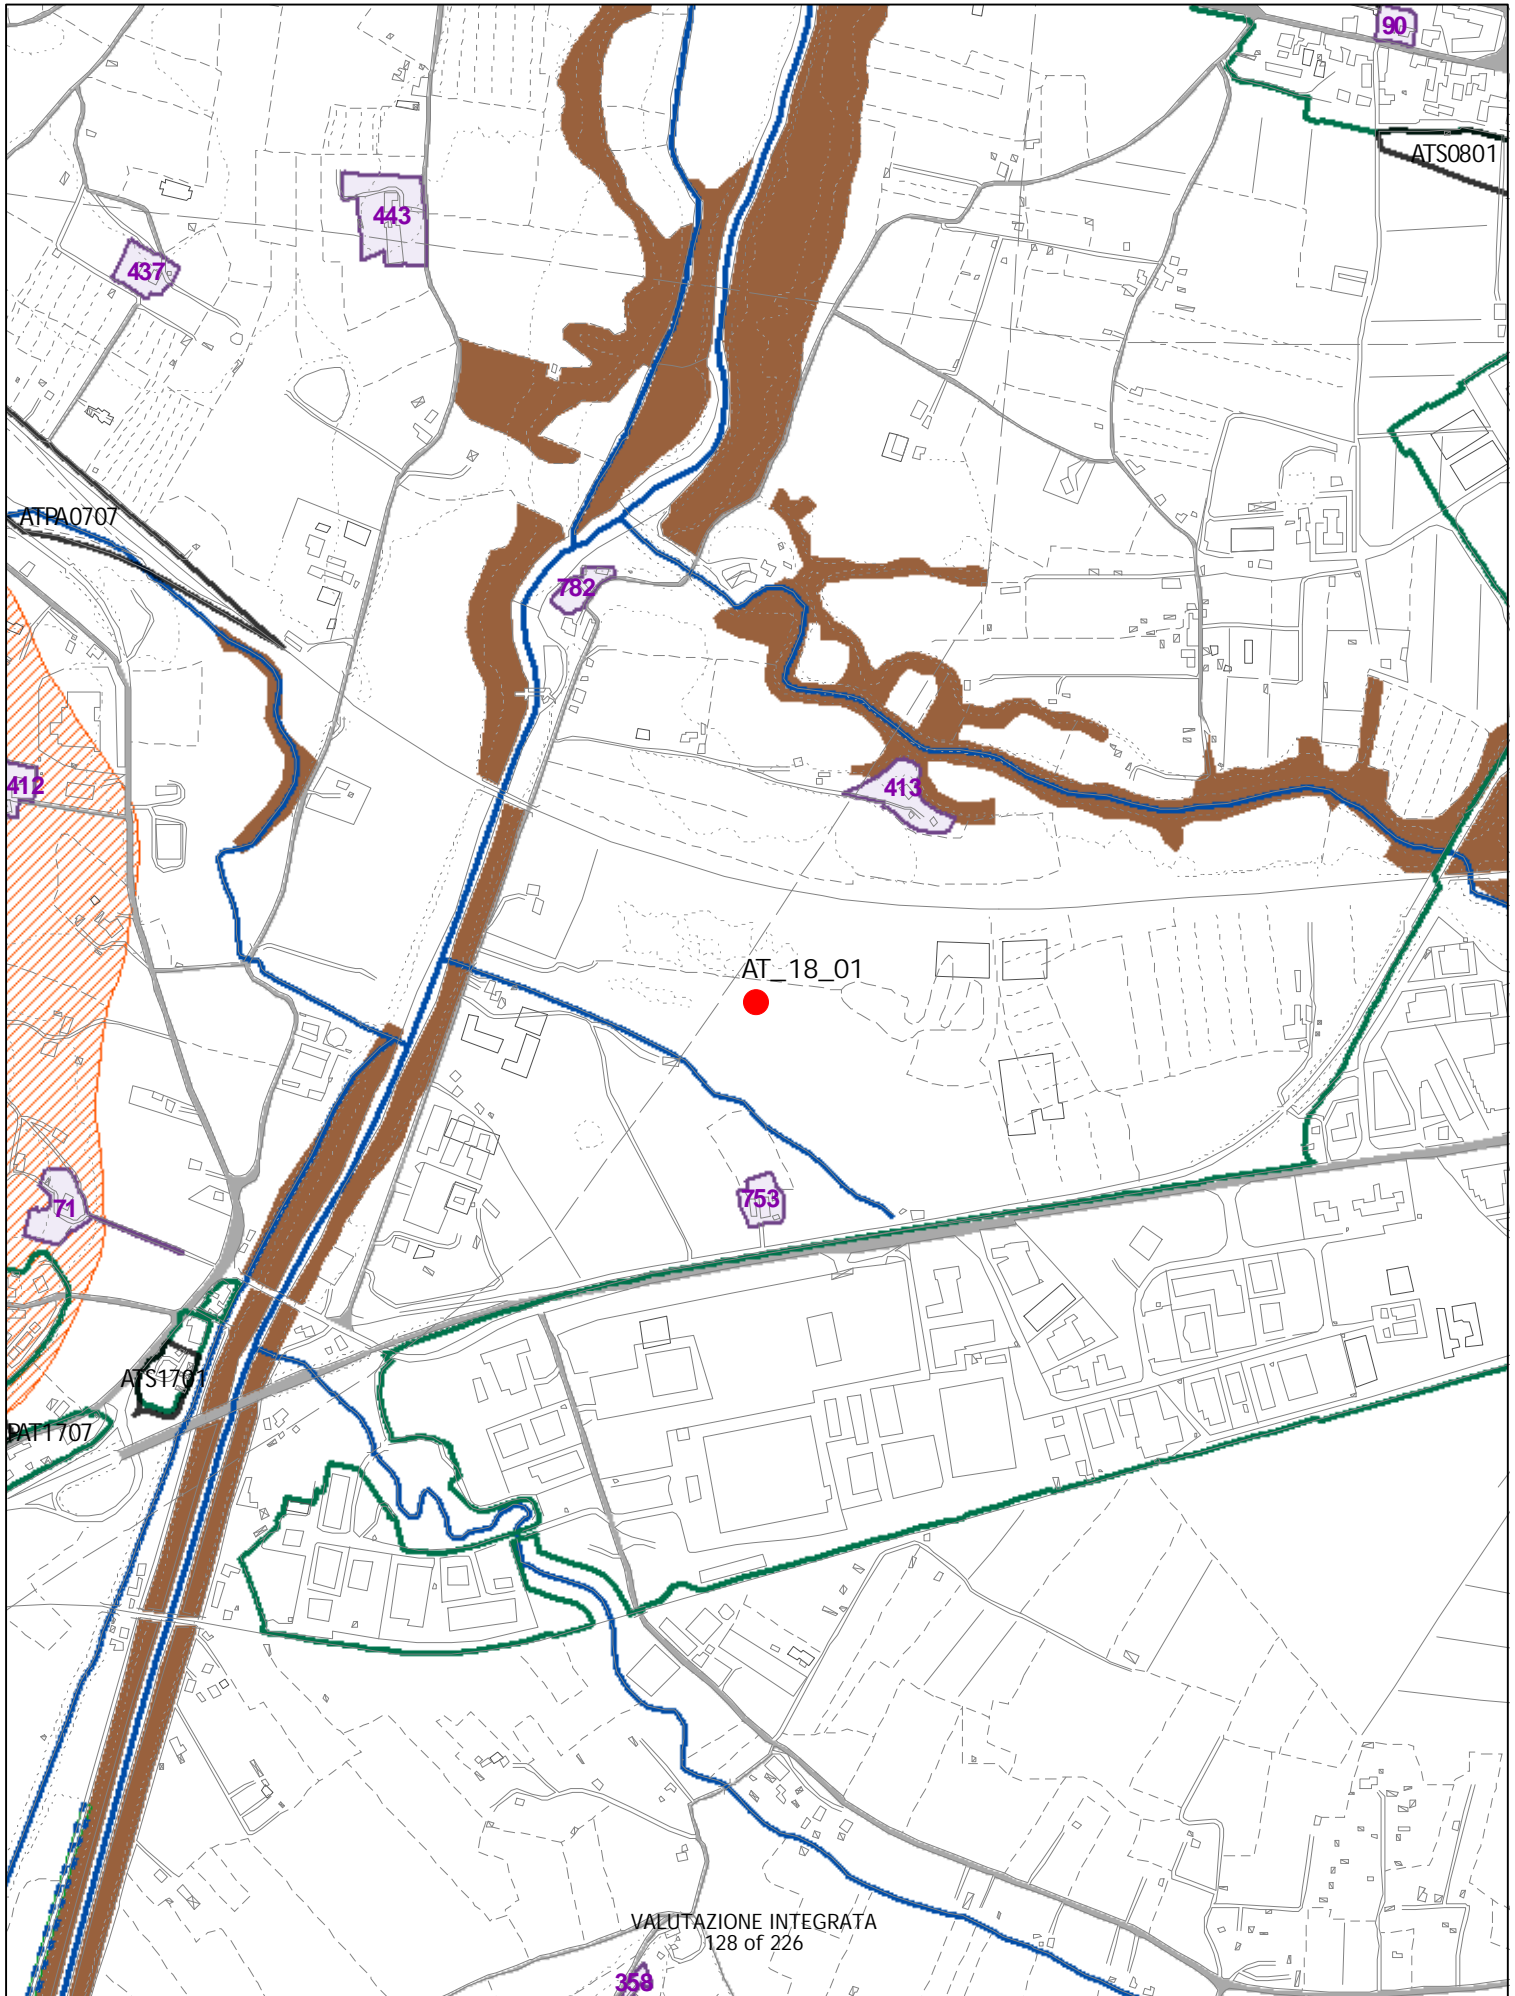 90
ATS0801
443
437
ATPA0707
782
412
413
AT_18_01
71
753
ATS1701
PAT1707
VALUTAZIONE INTEGRATA
128 of 226
358